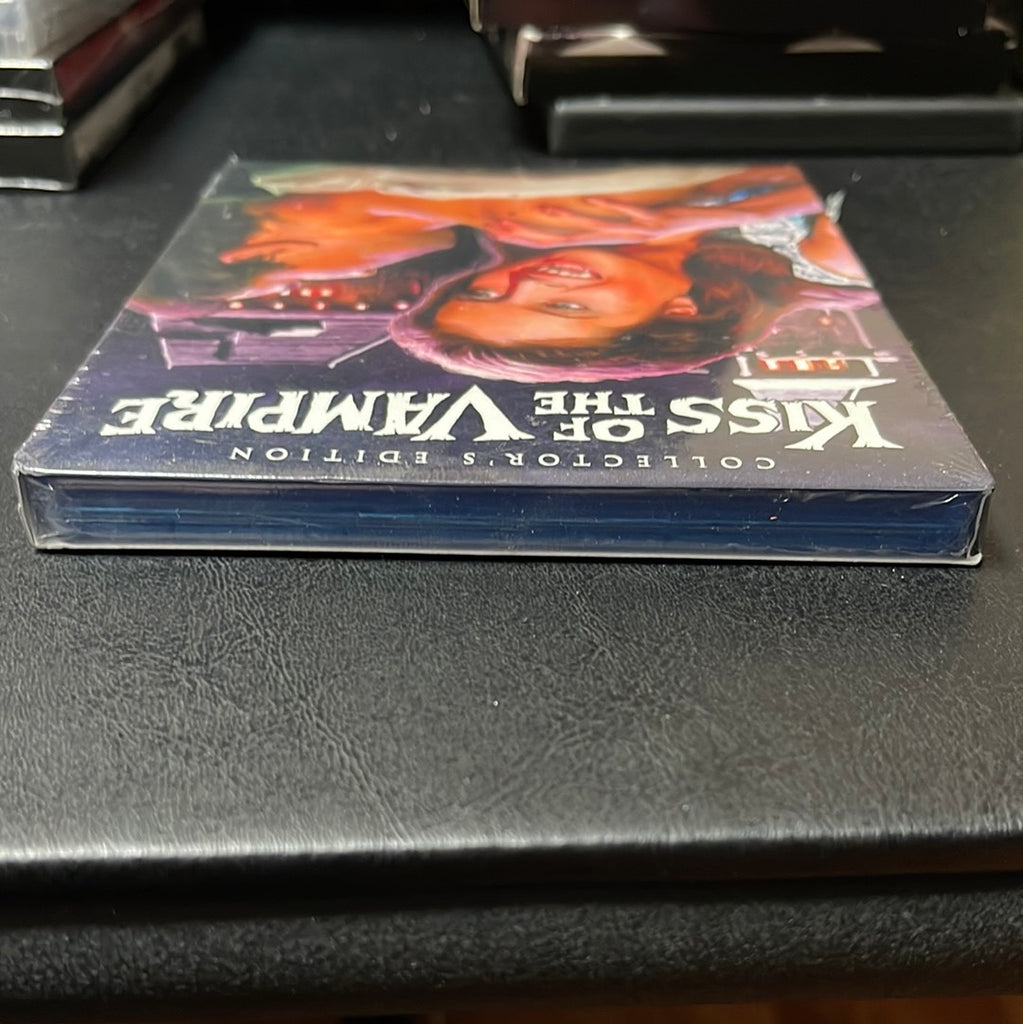 COLLECTOR'S EDITION
KISS OF THE VAMPIRE